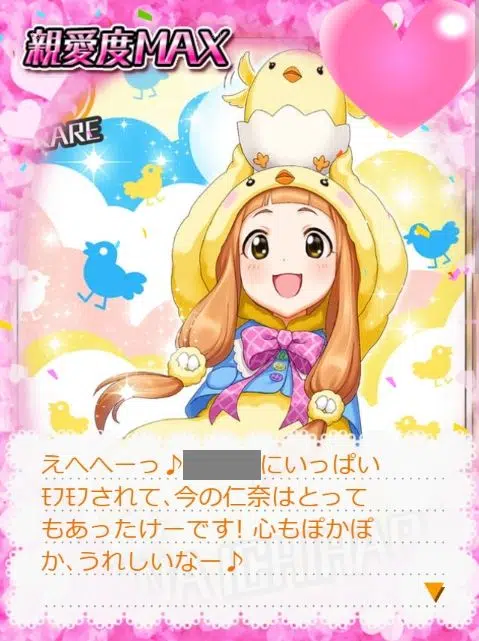 親愛度MAX
RARE
えへへーっ♪にいっぱい
ﾓﾌﾓﾌされて､今の仁奈はとって
もあったけーです! 心もぽかぽ
か､うれしいなー♪